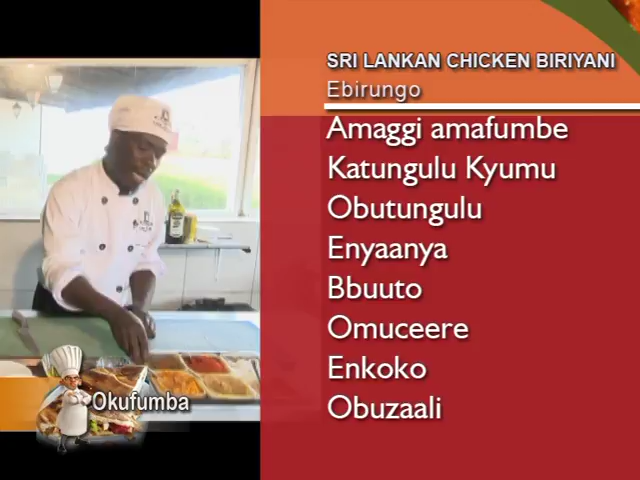 SRI LANKAN CHICKEN BIRIYANI
Ebirungo
Amaggi amafumbe
Katungulu Kyumu
Obutungulu
Enyaanya
Bbuuto
Omuceere
Enkoko
Obuzaali
Okufumba